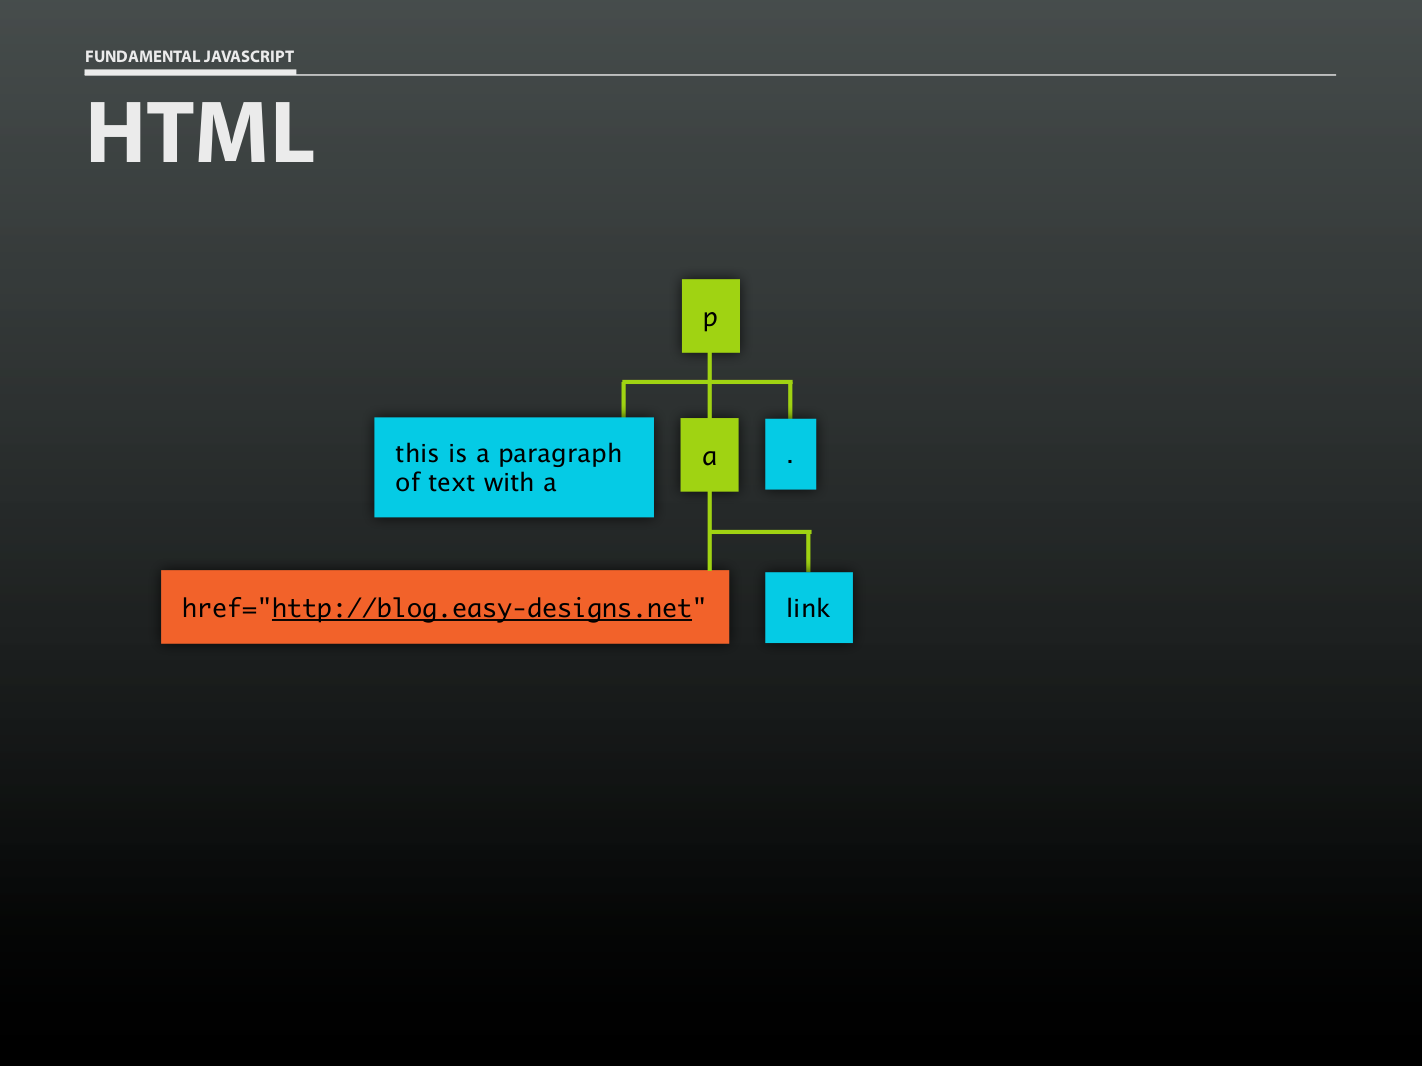 FUNDAMENTAL JAVASCRIPT
HTML
p
this is a paragraph
of text with a
a
.
href="http://blog.easy-designs.net"
link